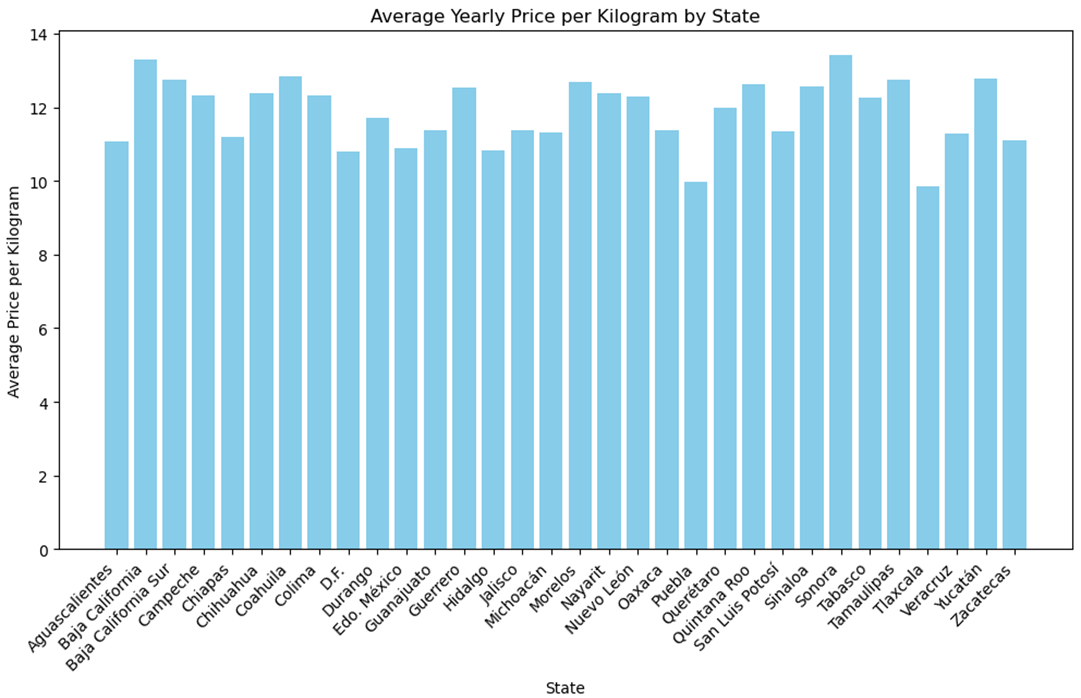 Average Yearly Price per Kilogram by State
Average Price per Kilogram
14
12
10
8
6
4
2
0
Aguascalientes
Baja California
Baja California Sur
Campeche
Chiapas
Chihuahua
Coahuila
Colima
D.F.
Durango
Edo. México
Guanajuato
Guerrero
Hidalgo
Jalisco
Michoacán
Morelos
Nayarit
Nuevo León
Oaxaca
Puebla
Querétaro
Quintana Roo
San Luis Potosí
Sinaloa
Sonora
Tabasco
Tamaulipas
Tlaxcala
Veracruz
Yucatán
Zacatecas
State